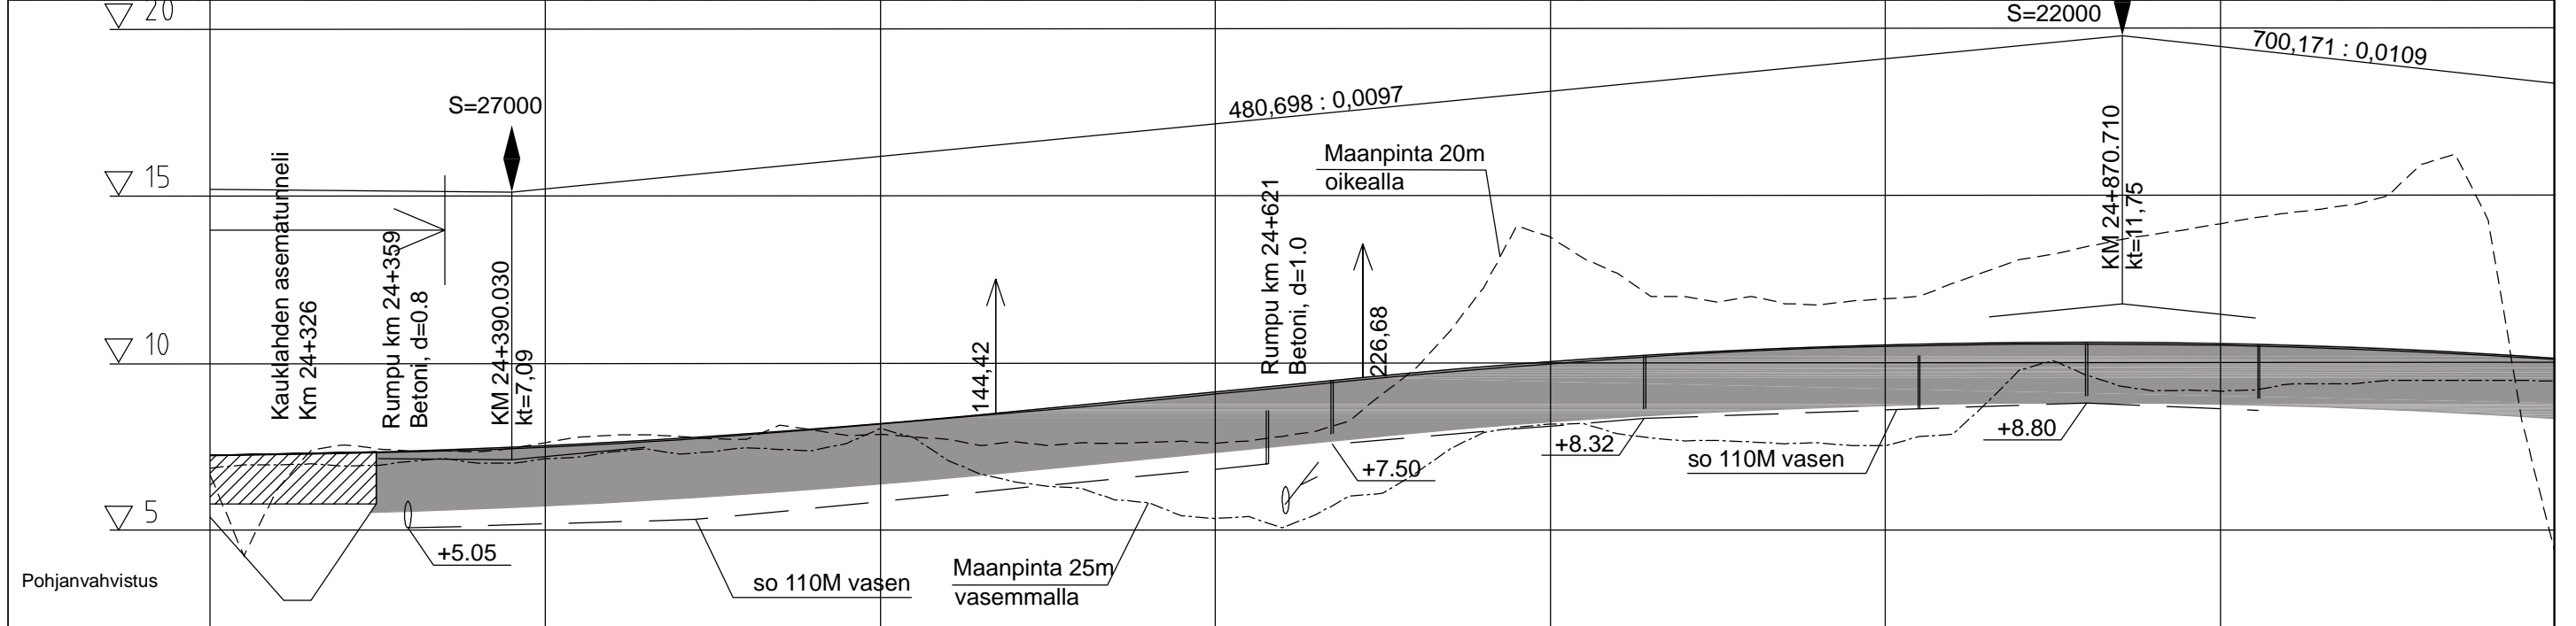 20
S=22000
700,171 : 0,0109
S=27000
480,698 : 0,0097
15
Maanpinta 20m
oikealla
Kauklahden asematunneli
Km 24+326
Rumpu km 24+359
Betoni, d=0.8
KM 24+390.030
kt=7,09
144,42
Rumpu km 24+621
Betoni, d=1.0
226,68
KM 24+870.710
kt=11,75
10
+8.32
+8.80
+7.50
so 110M vasen
5
+5.05
Pohjanvahvistus
so 110M vasen
Maanpinta 25m
vasemmalla